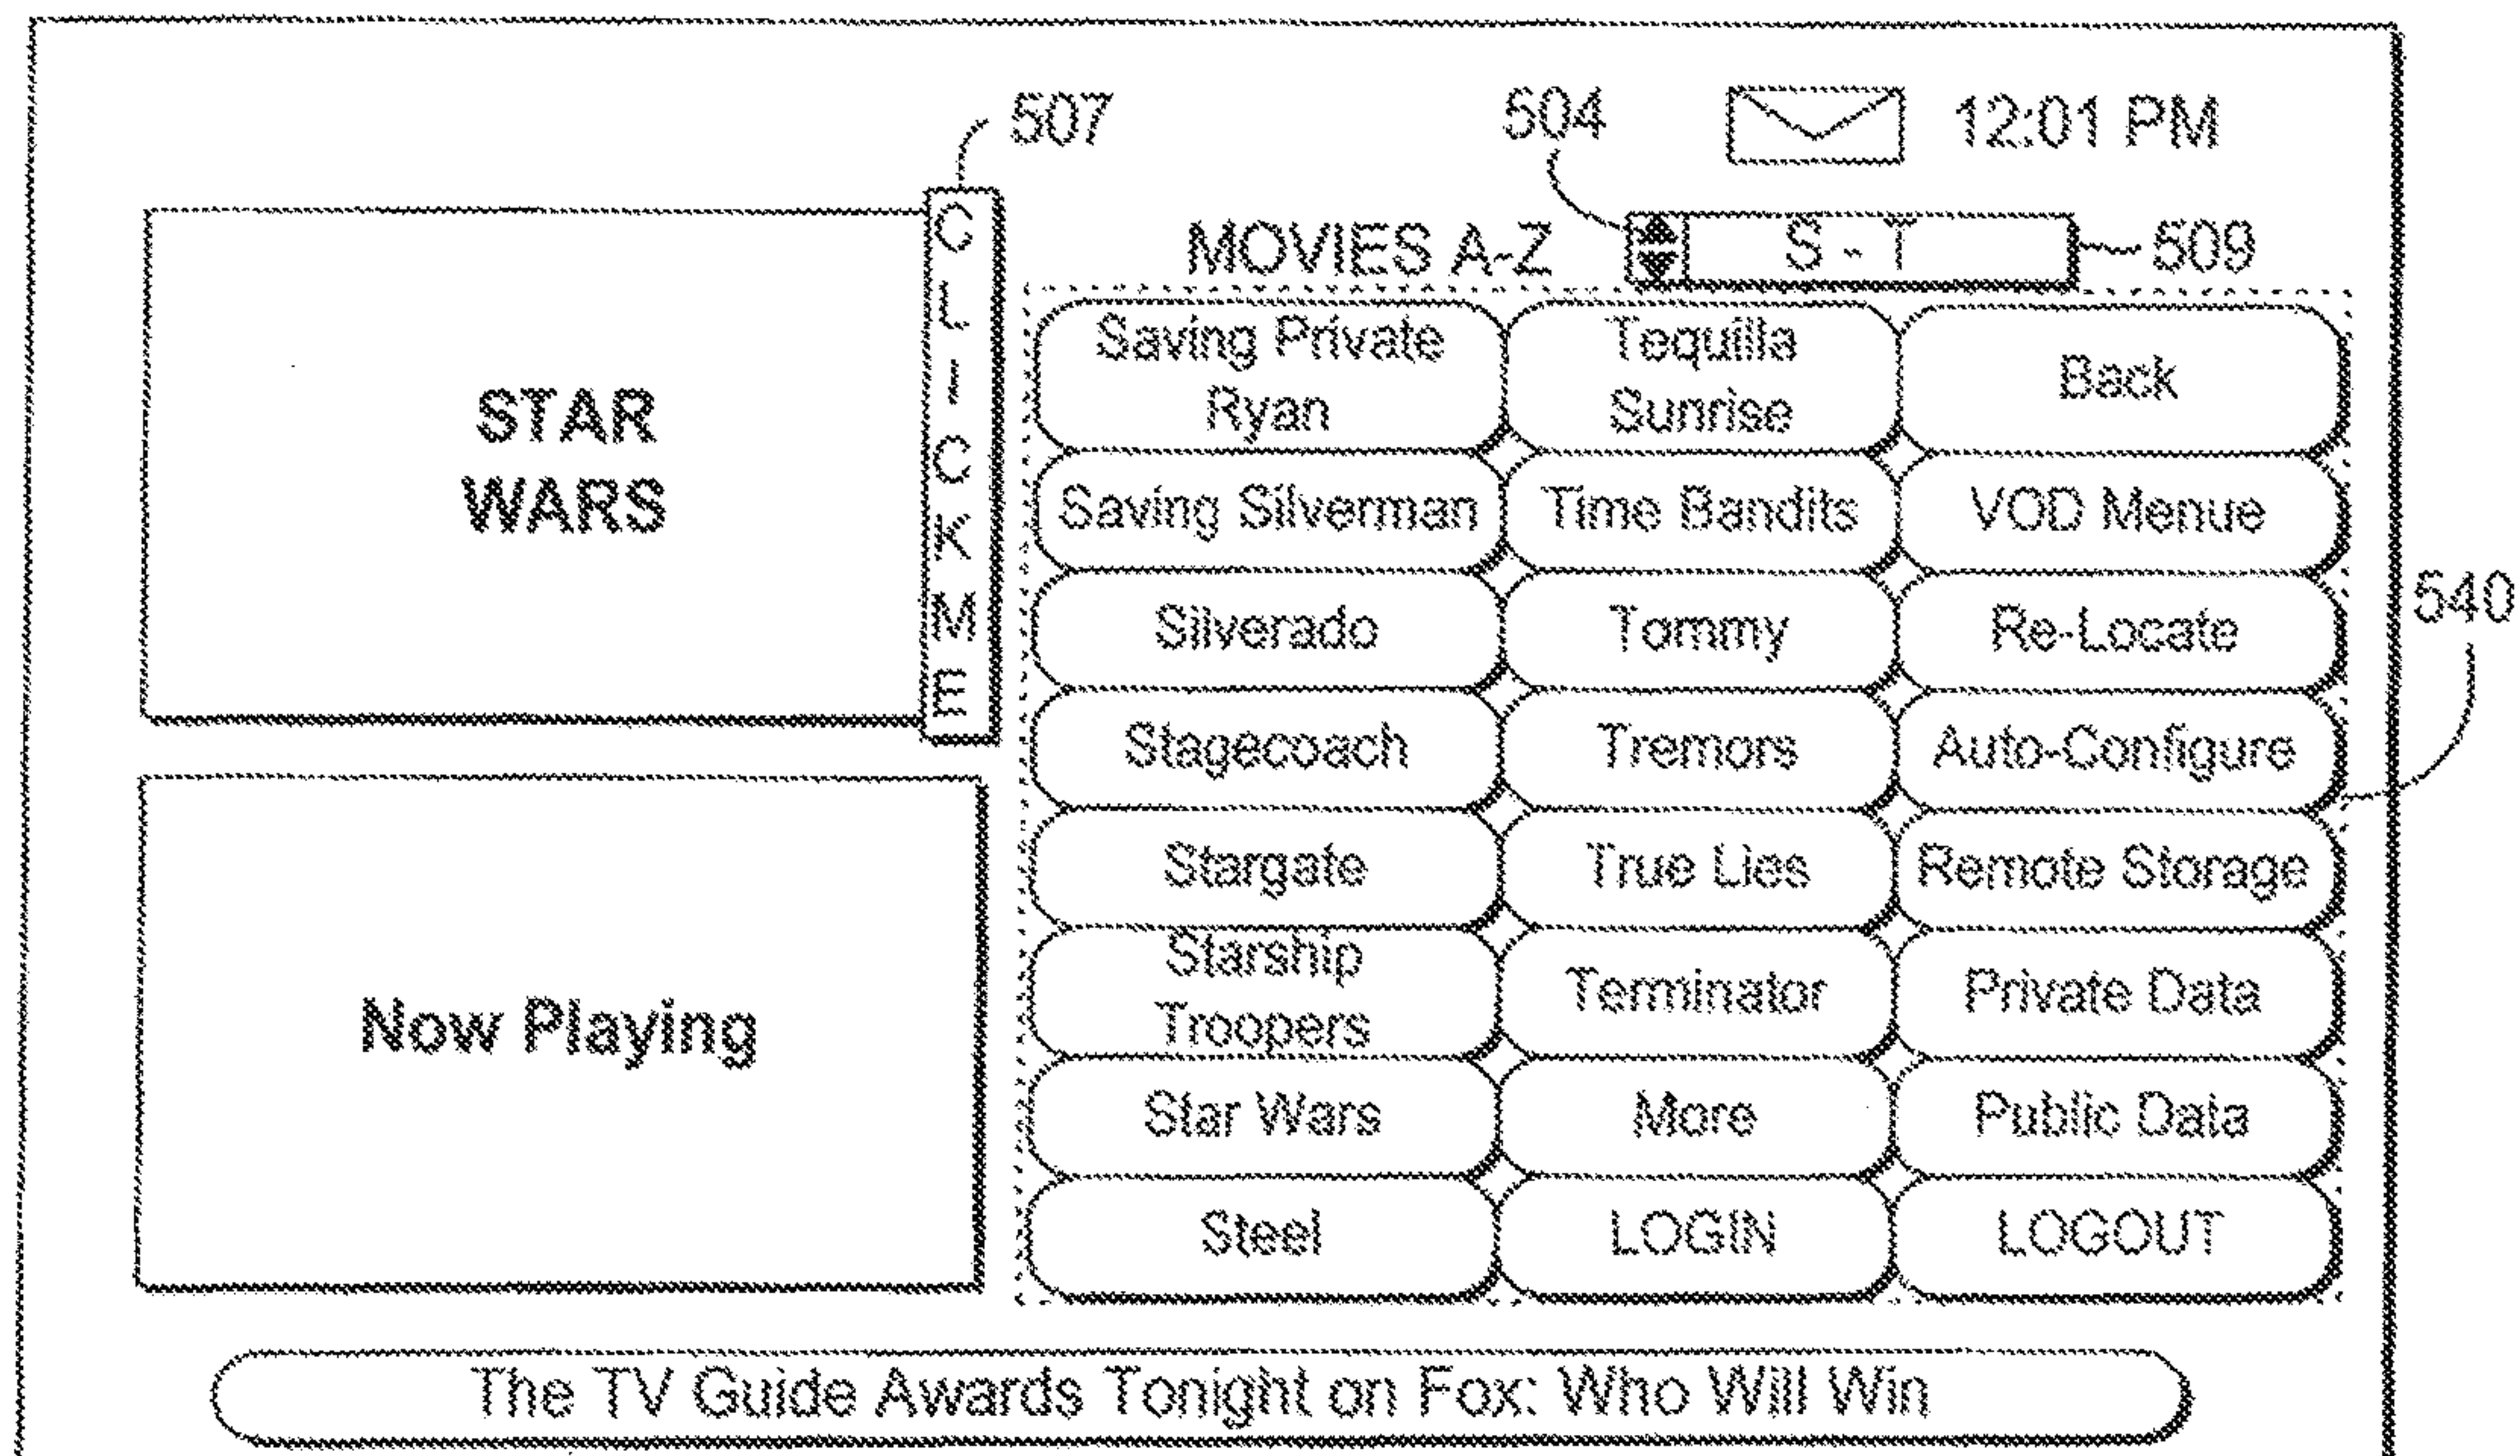 507
504
12:01 PM
MOVIES A-Z
S - T
509
STAR
WARS
CLICK ME
Saving Private
Ryan
Tequilla
Sunrise
Back
Saving Silverman
Time Bandits
VOD Menue
Silverado
Tommy
Re-Locate
540
Stagecoach
Tremors
Auto-Configure
Stargate
True Lies
Remote Storage
Now Playing
Starship
Troopers
Terminator
Private Data
Star Wars
More
Public Data
Steel
LOGIN
LOGOUT
The TV Guide Awards Tonight on Fox: Who Will Win